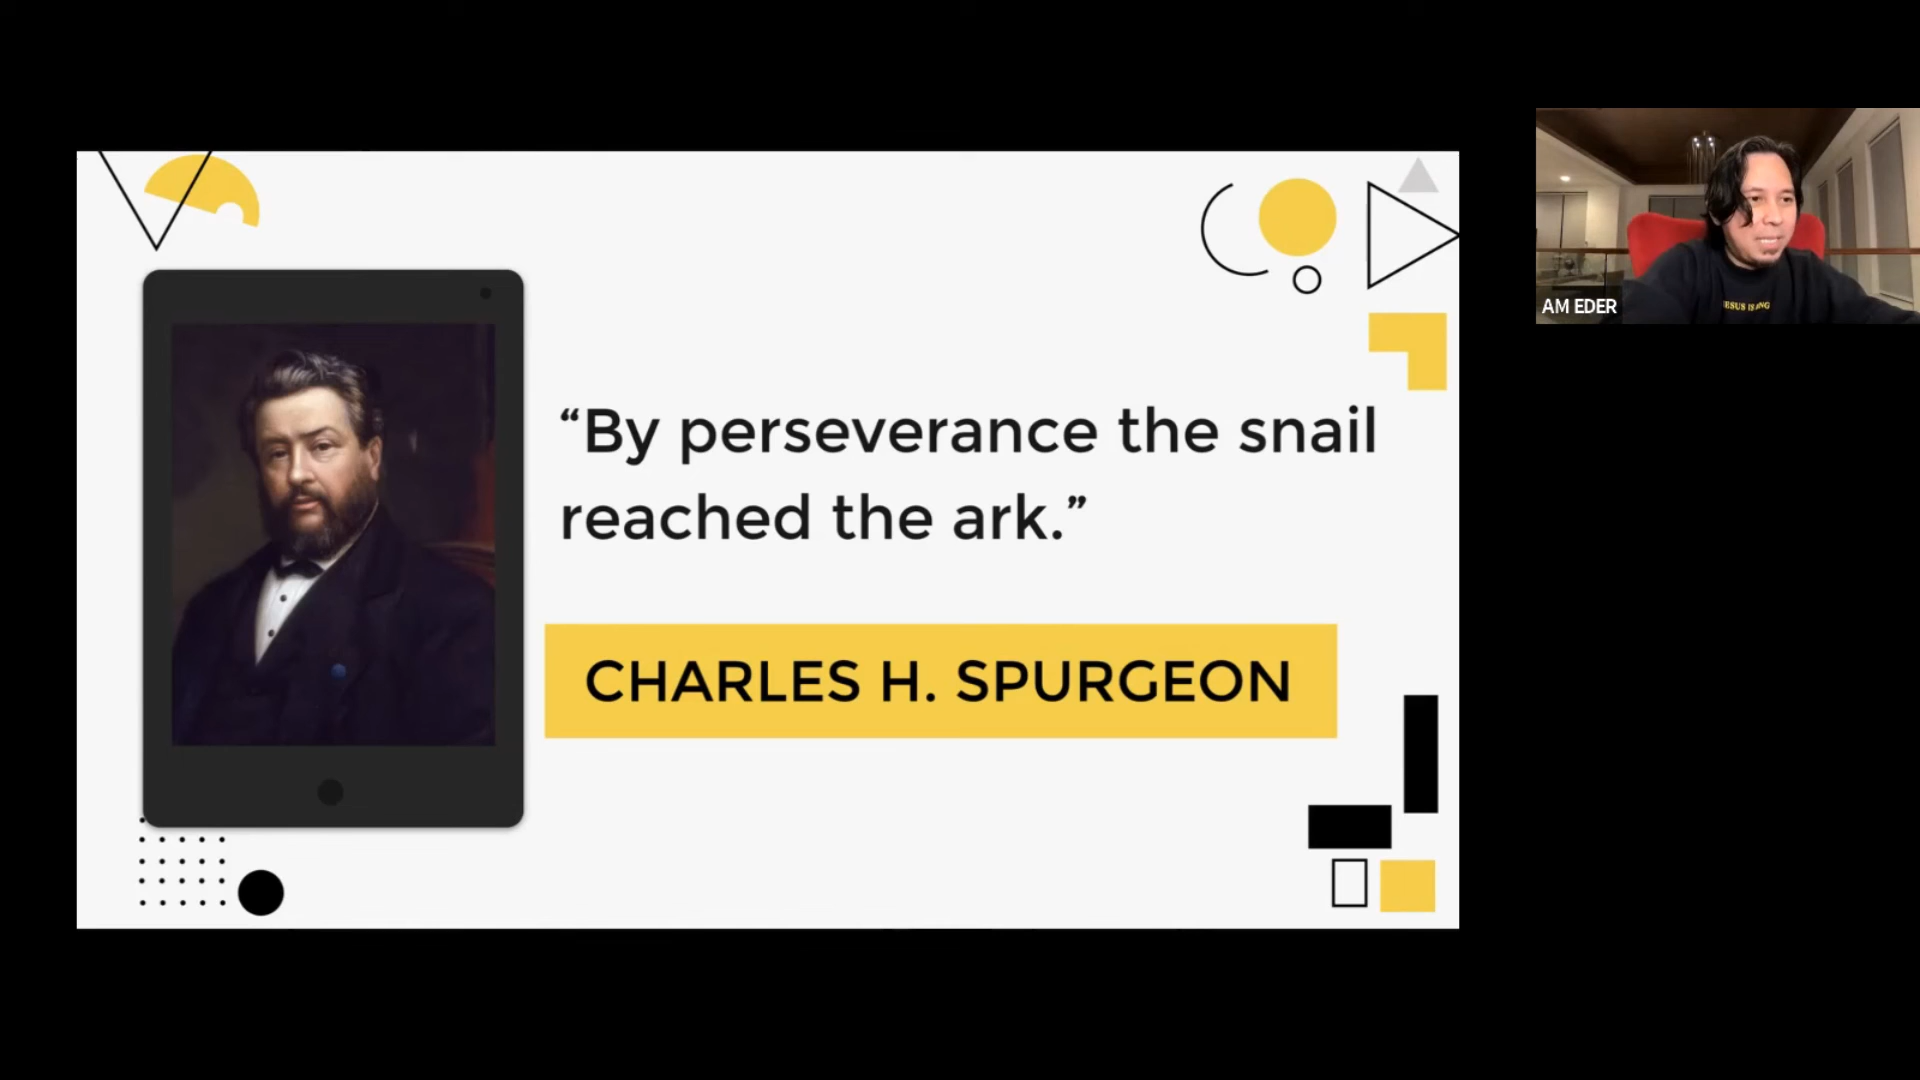 “By perseverance the snail
reached the ark.”
CHARLES H. SPURGEON
AM EDER